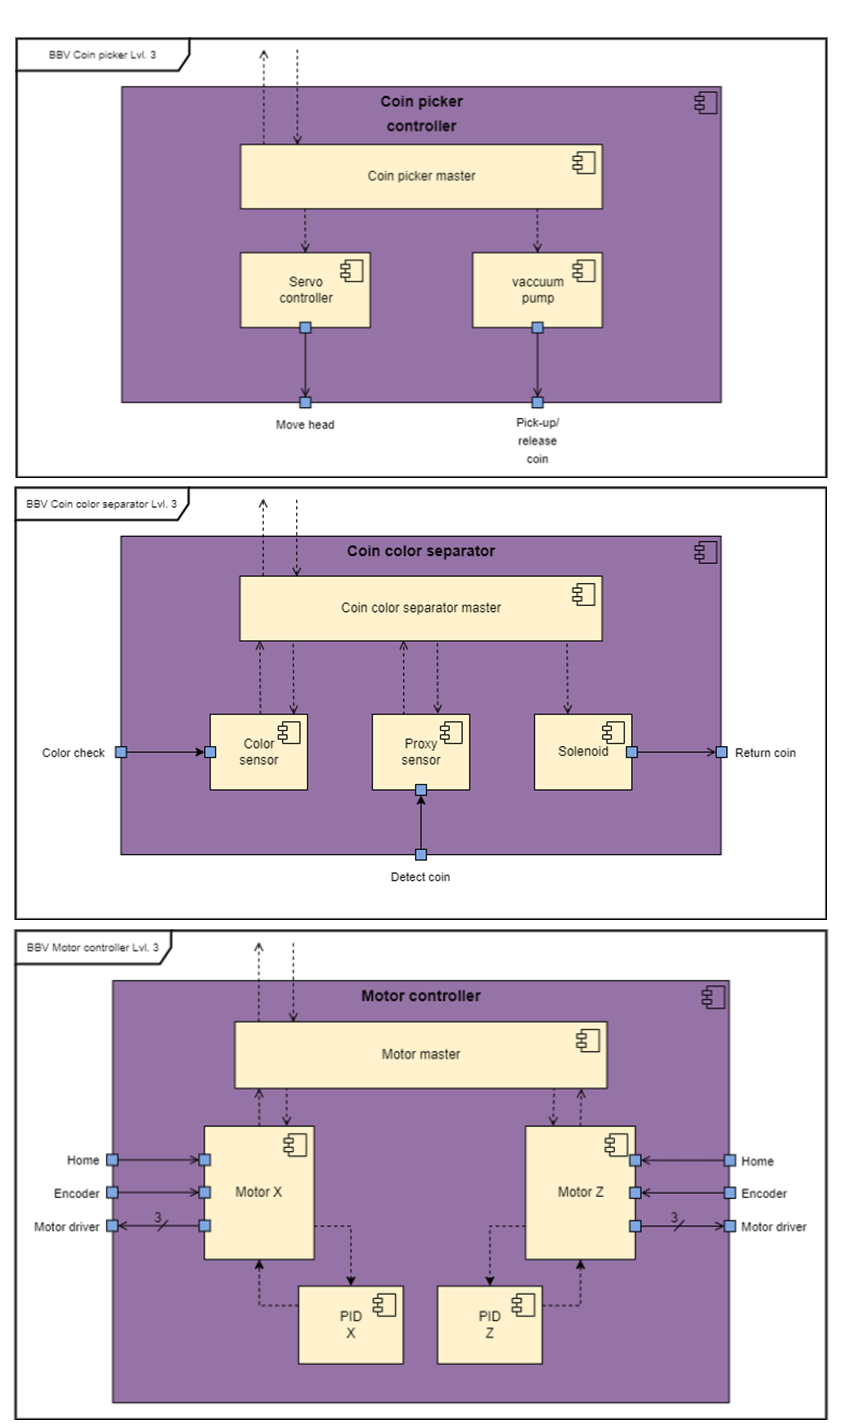 BBV Coin picker Lvl. 3
Coin picker
controller
Coin picker master
Servo
controller
vaccuum
pump
Move head
Pick-up/
release
coin
BBV Coin color separator Lvl. 3
Coin color separator
Coin color separator master
Color check
Color
sensor
Proxy
sensor
Solenoid
Return coin
Detect coin
BBV Motor controller Lvl. 3
Motor controller
Motor master
Home
Encoder
Motor driver
3
Motor X
Motor Z
3
Home
Encoder
Motor driver
PID
X
PID
Z